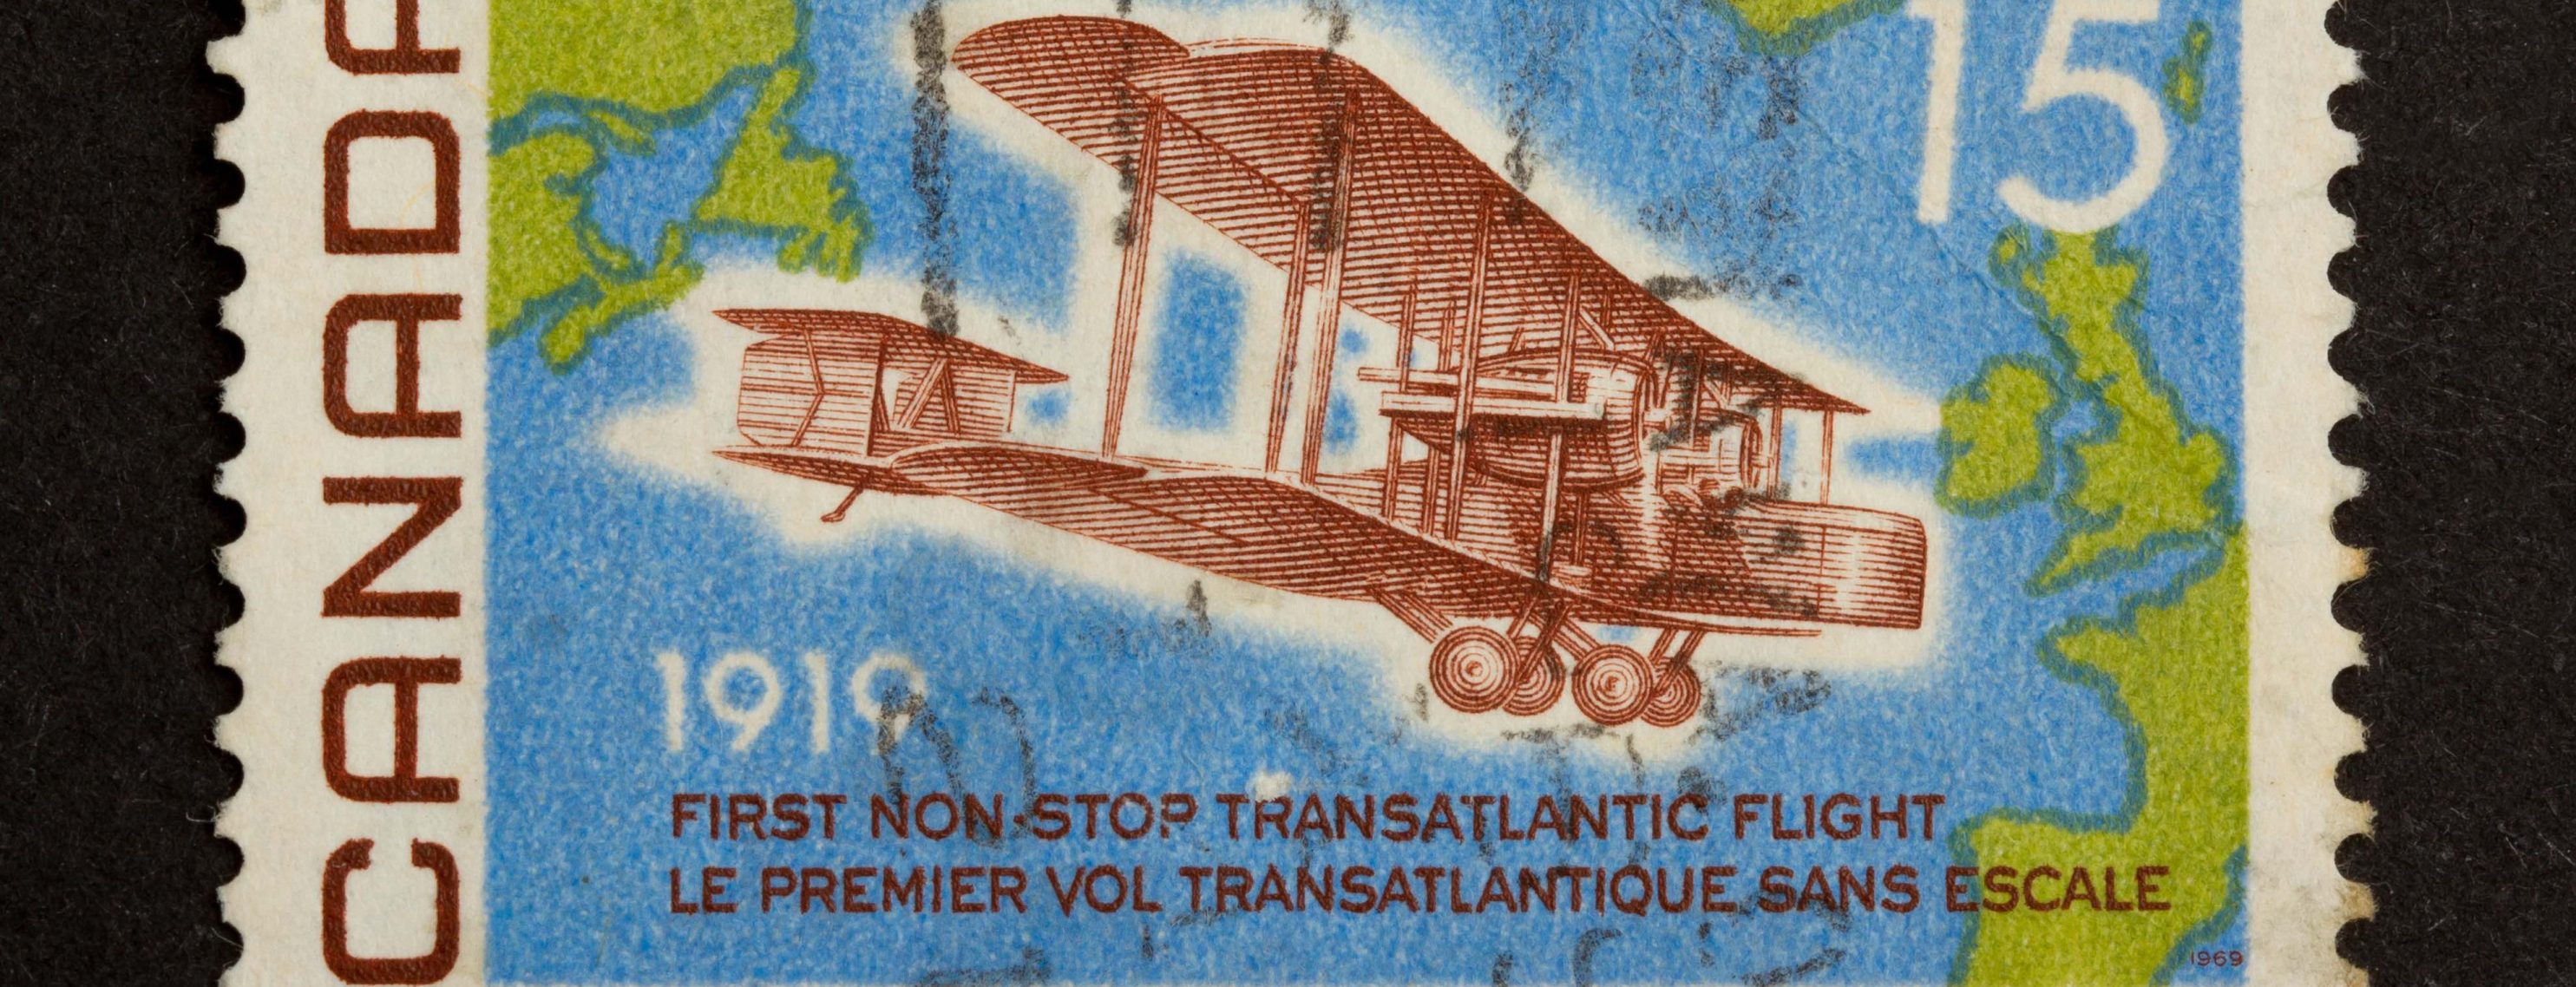 CANADA
15
1919
FIRST NON-STOP TRANSATLANTIC FLIGHT
LE PREMIER VOL TRANSATLANTIQUE SANS ESCALE
1969